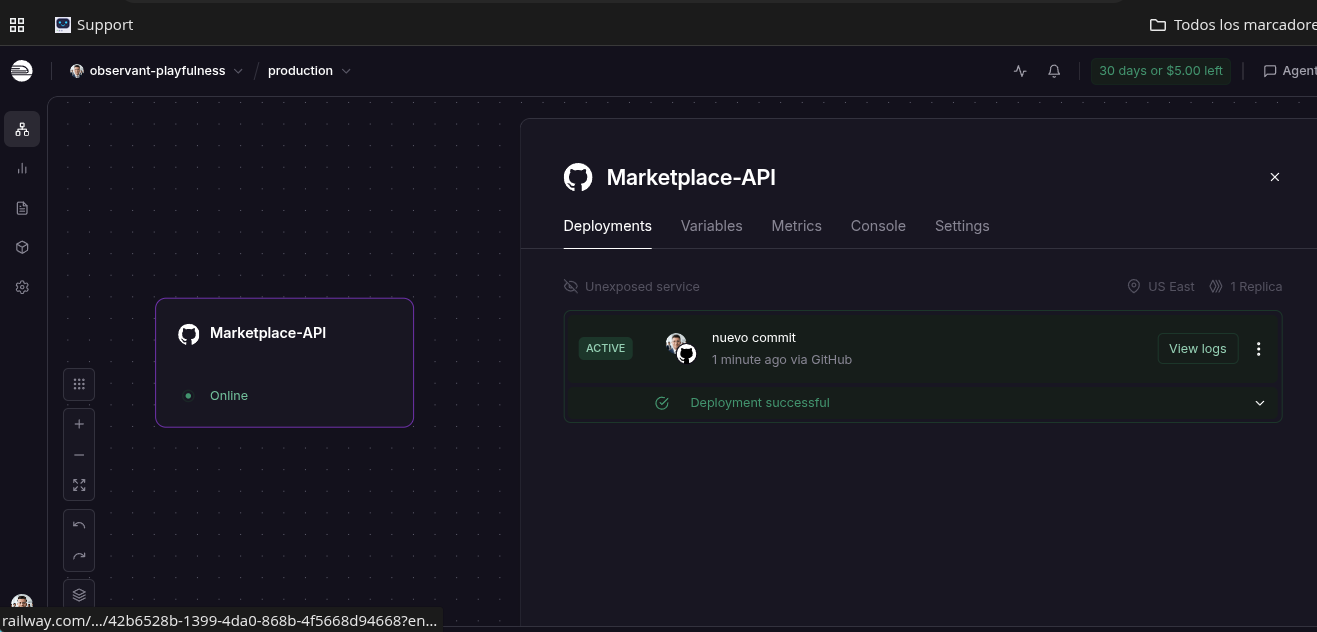 Support
Todos los marcadore
observant-playfulness / production
30 days or $5.00 left
Agent
Marketplace-API
Deployments Variables Metrics Console Settings
Unexposed service
US East 1 Replica
Marketplace-API
Online
ACTIVE
nuevo commit
1 minute ago via GitHub
View logs
Deployment successful
railway.com/.../42b6528b-1399-4da0-868b-4f5668d94668?en...